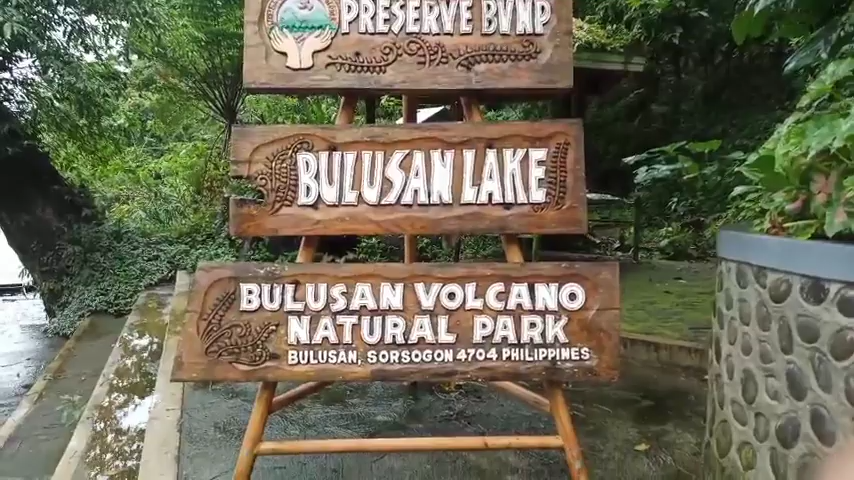 PRESERVE BVNP
BULUSAN LAKE
BULUSAN VOLCANO
NATURAL PARK
BULUSAN, SORSOGON 4704 PHILIPPINES